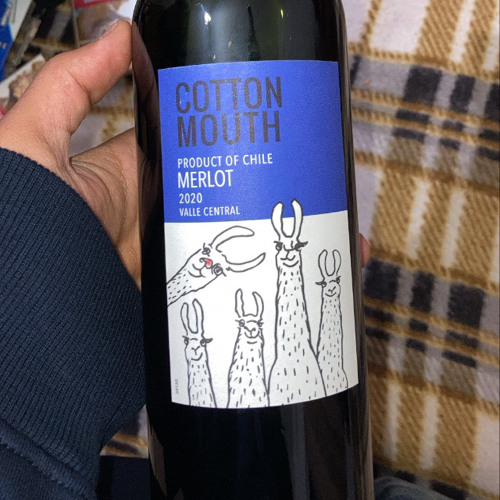 COTTON
MOUTH
PRODUCT OF CHILE
MERLOT
2020
VALLE CENTRAL